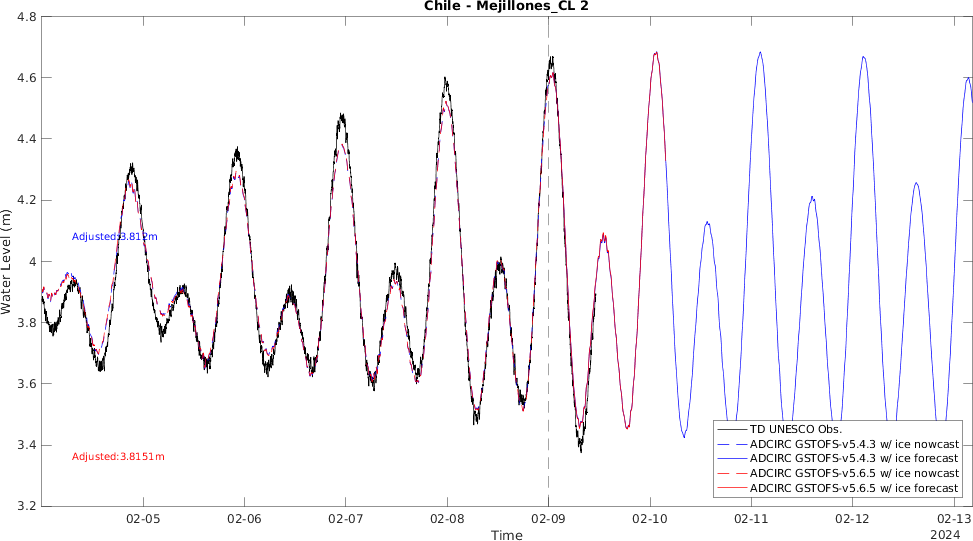 Chile - Mejillones_CL 2
4.8
4.6
4.4
4.2
4
3.8
3.6
3.4
3.2
Water Level (m)
Adjusted:3.812m
Adjusted:3.8151m
TD UNESCO Obs.
ADCIRC GSTOFS-v5.4.3 w/ ice nowcast
ADCIRC GSTOFS-v5.4.3 w/ ice forecast
ADCIRC GSTOFS-v5.6.5 w/ ice nowcast
ADCIRC GSTOFS-v5.6.5 w/ ice forecast
02-05 02-06 02-07 02-08 02-09 02-10 02-11 02-12 02-13
Time
2024